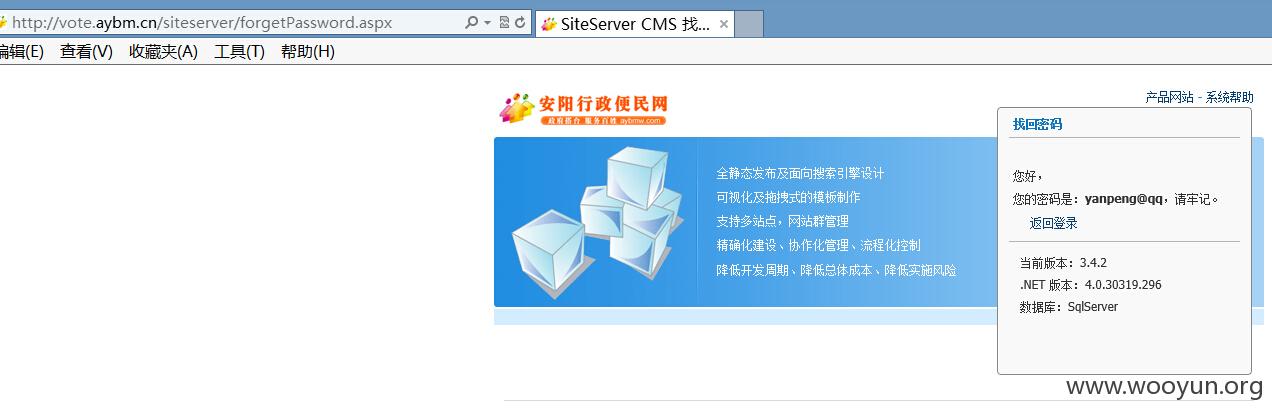 http://vote.aybm.cn/siteserver/forgetPassword.aspx
SiteServer CMS 找...
编辑(E) 查看(V) 收藏夹(A) 工具(T) 帮助(H)
安阳行政便民网
政府搭台 服务百姓 aybmw.com
产品网站 - 系统帮助
全静态发布及面向搜索引擎设计
可视化及拖拽式的模板制作
支持多站点，网站群管理
精确化建设、协作化管理、流程化控制
降低开发周期、降低总体成本、降低实施风险
找回密码
您好，
您的密码是：yanpeng@qq，请牢记。
返回登录
当前版本：3.4.2
.NET 版本：4.0.30319.296
数据库：SqlServer
www.wooyun.org